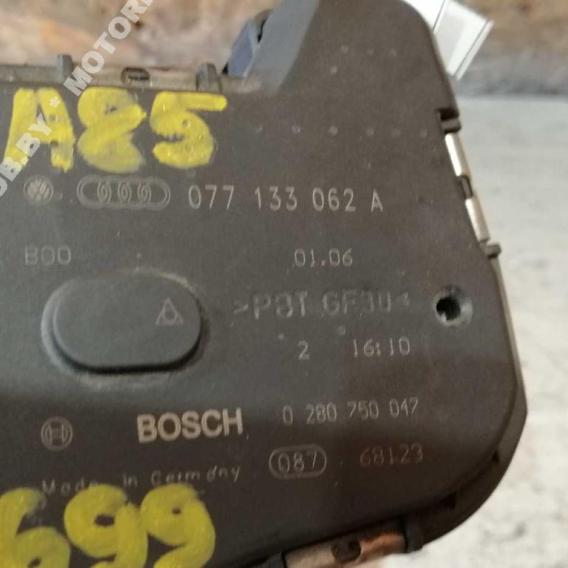 A85
077 133 062 A
B00 01.06
>PBT GF30<
2 16:10
BOSCH 0 280 750 047
Made in Germany 087 68123
699